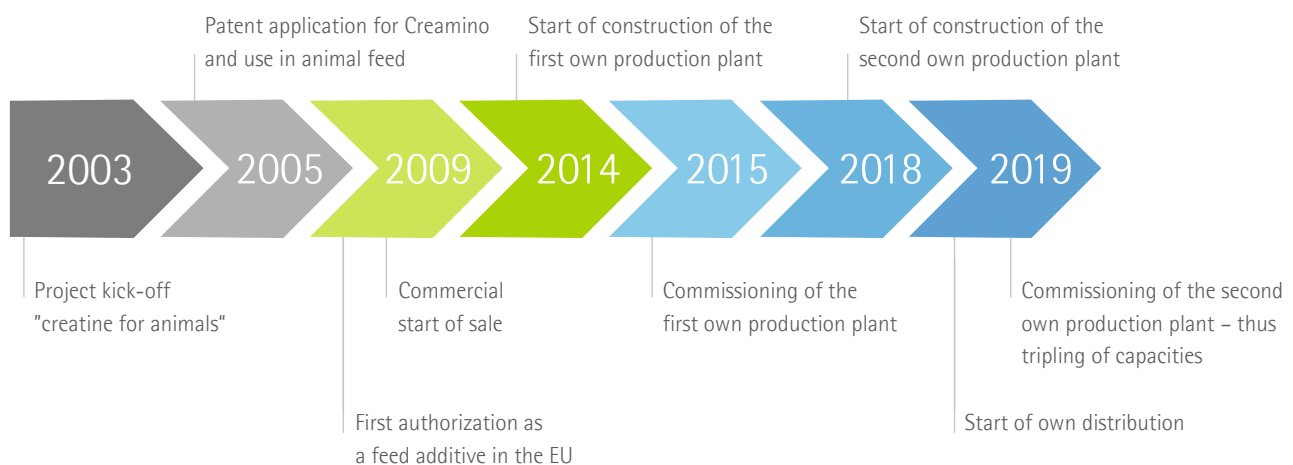 Patent application for Creamino
and use in animal feed
Start of construction of the
first own production plant
Start of construction of the
second own production plant
2003
2005
2009
2014
2015
2018
2019
Project kick-off
"creatine for animals“
Commercial
start of sale
Commissioning of the
first own production plant
Commissioning of the second
own production plant – thus
tripling of capacities
First authorization as
a feed additive in the EU
Start of own distribution